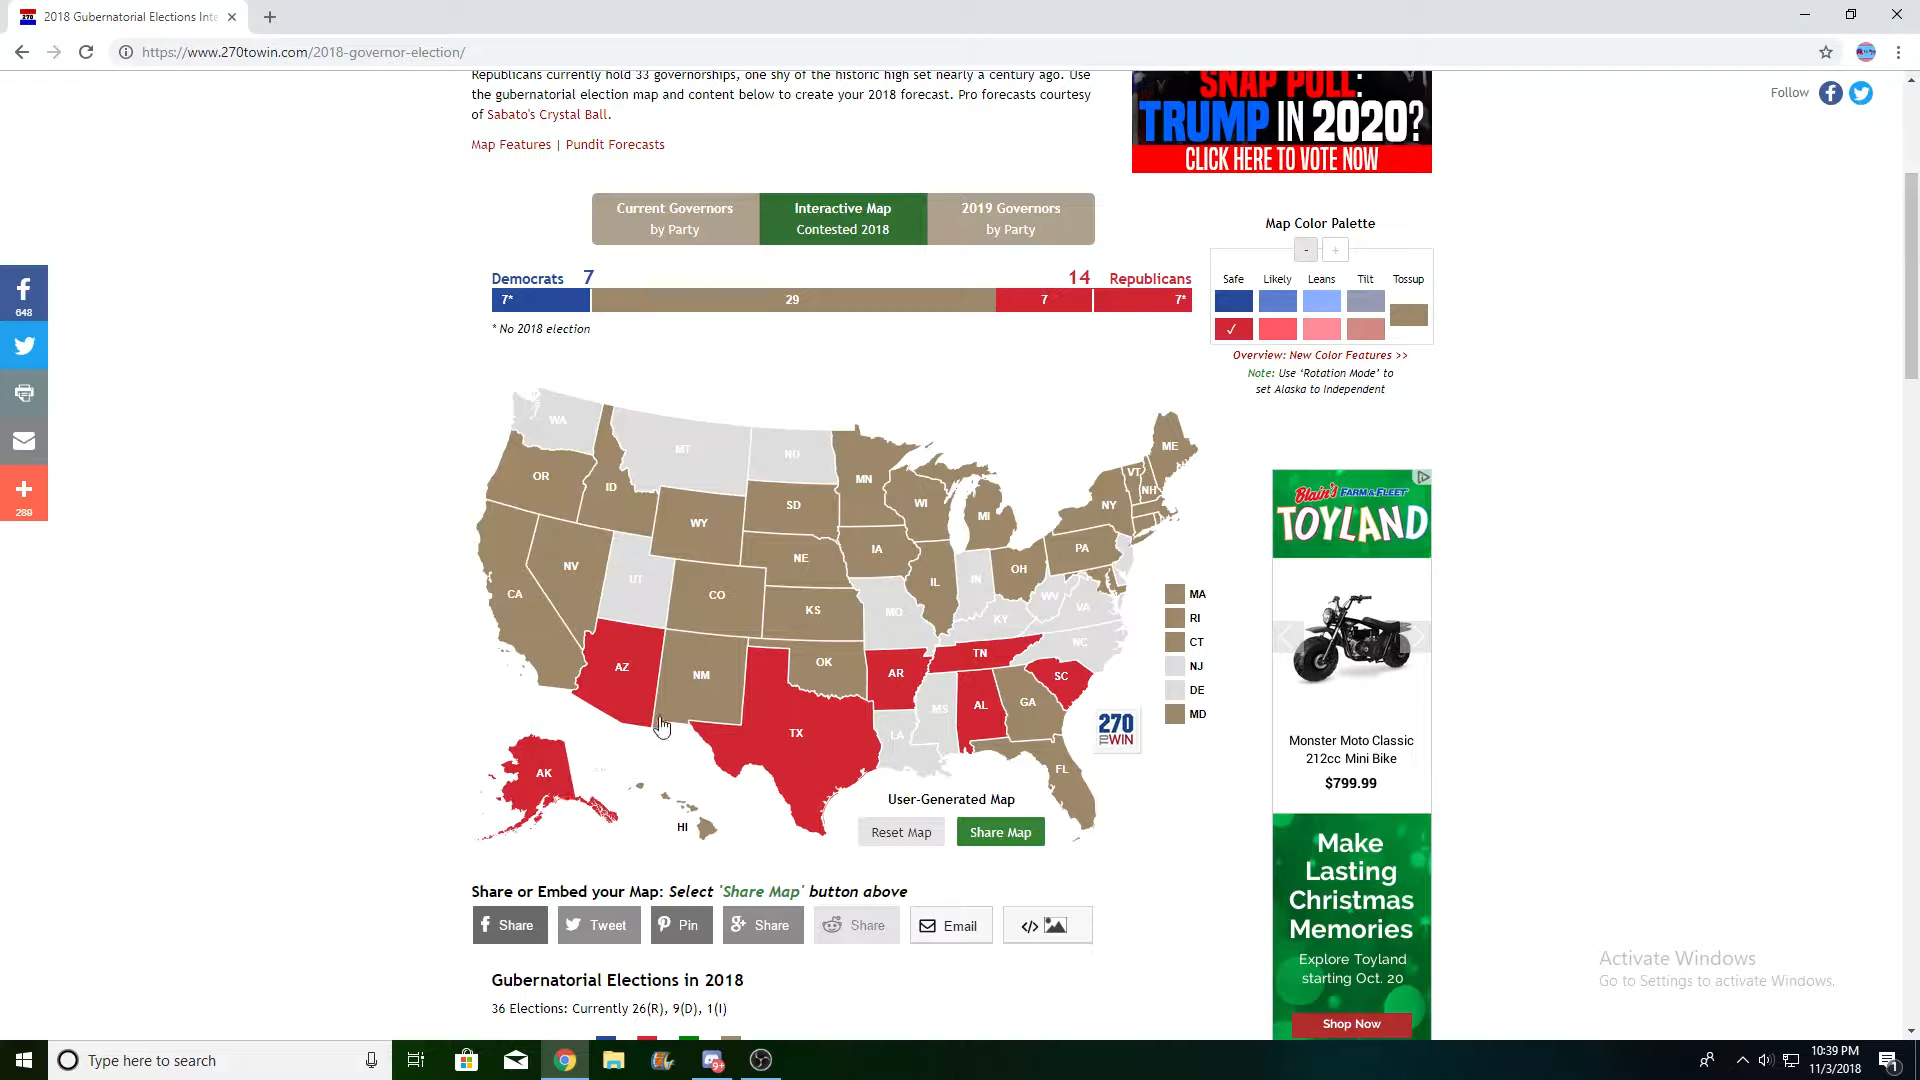 2018 Gubernatorial Elections Inte
https://www.270towin.com/2018-governor-election/
Republicans currently hold 33 governorships, one shy of the historic high set nearly a century ago. Use
the gubernatorial election map and content below to create your 2018 forecast. Pro forecasts courtesy
of Sabato's Crystal Ball.
Map Features | Pundit Forecasts
SNAP POLL:
TRUMP IN 2020?
CLICK HERE TO VOTE NOW
Follow
Current Governors
by Party
Interactive Map
Contested 2018
2019 Governors
by Party
Democrats 7
14 Republicans
7*
29
7
7*
* No 2018 election
Map Color Palette
-
+
Safe
Likely
Leans
Tilt
Tossup
Overview: New Color Features >>
Note: Use 'Rotation Mode' to
set Alaska to Independent
648
289
WA
MT
ND
MN
ME
OR
ID
WY
SD
WI
MI
NY
VT
NH
NV
UT
CO
NE
IA
IL
IN
OH
PA
CA
KS
MO
KY
WV
VA
AZ
NM
OK
AR
TN
NC
SC
TX
LA
MS
AL
GA
FL
AK
HI
MA
RI
CT
NJ
DE
MD
270
TO WIN
User-Generated Map
Reset Map
Share Map
Share or Embed your Map: Select 'Share Map' button above
Share
Tweet
Pin
Share
Share
Email
</>
Gubernatorial Elections in 2018
36 Elections: Currently 26(R), 9(D), 1(I)
Blain's FARM & FLEET
TOYLAND
Monster Moto Classic
212cc Mini Bike
$799.99
Make
Lasting
Christmas
Memories
Explore Toyland
starting Oct. 20
Shop Now
Activate Windows
Go to Settings to activate Windows.
Type here to search
9+
10:39 PM
11/3/2018
1